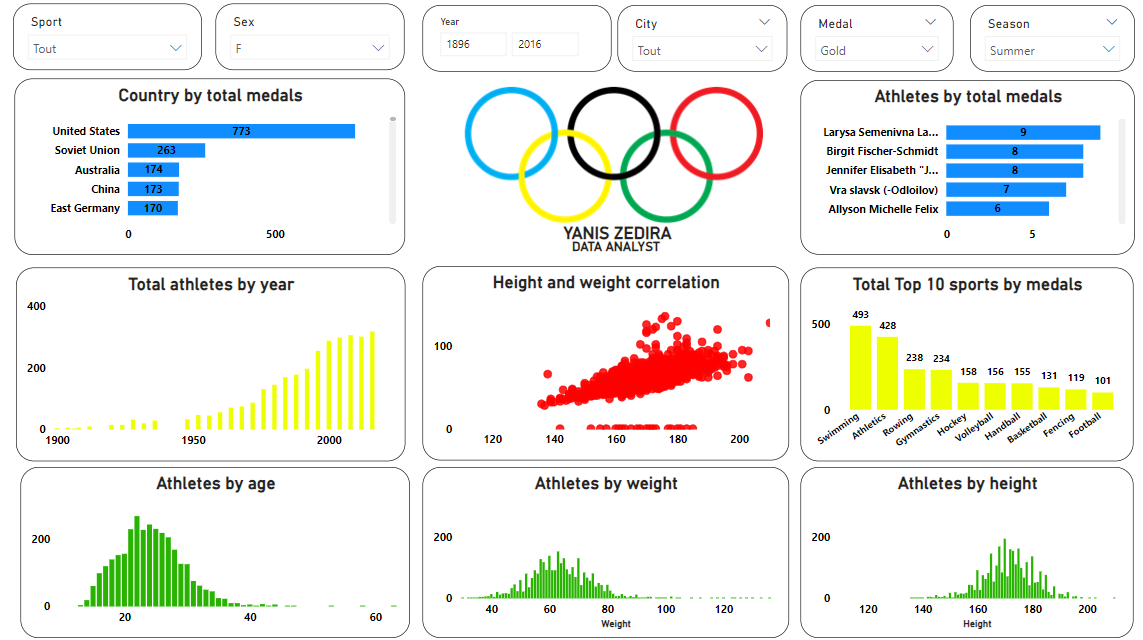 Sport
Tout
Sex
F
Year
1896 2016
City
Tout
Medal
Gold
Season
Summer
Country by total medals
United States 773
Soviet Union 263
Australia 174
China 173
East Germany 170
0 500
YANIS ZEDIRA
DATA ANALYST
Athletes by total medals
Larysa Semenivna La... 9
Birgit Fischer-Schmidt 8
Jennifer Elisabeth "J... 8
Vra slavsk (-Odloilov) 7
Allyson Michelle Felix 6
0 5
Total athletes by year
400
200
0
1900 1950 2000
Height and weight correlation
100
0
120 140 160 180 200
Total Top 10 sports by medals
500
0
493 428 238 234 158 156 155 131 119 101
Swimming Athletics Rowing Gymnastics Hockey Volleyball Handball Basketball Fencing Football
Athletes by age
200
0
20 40 60
Athletes by weight
200
0
40 60 80 100 120
Weight
Athletes by height
200
0
120 140 160 180 200
Height